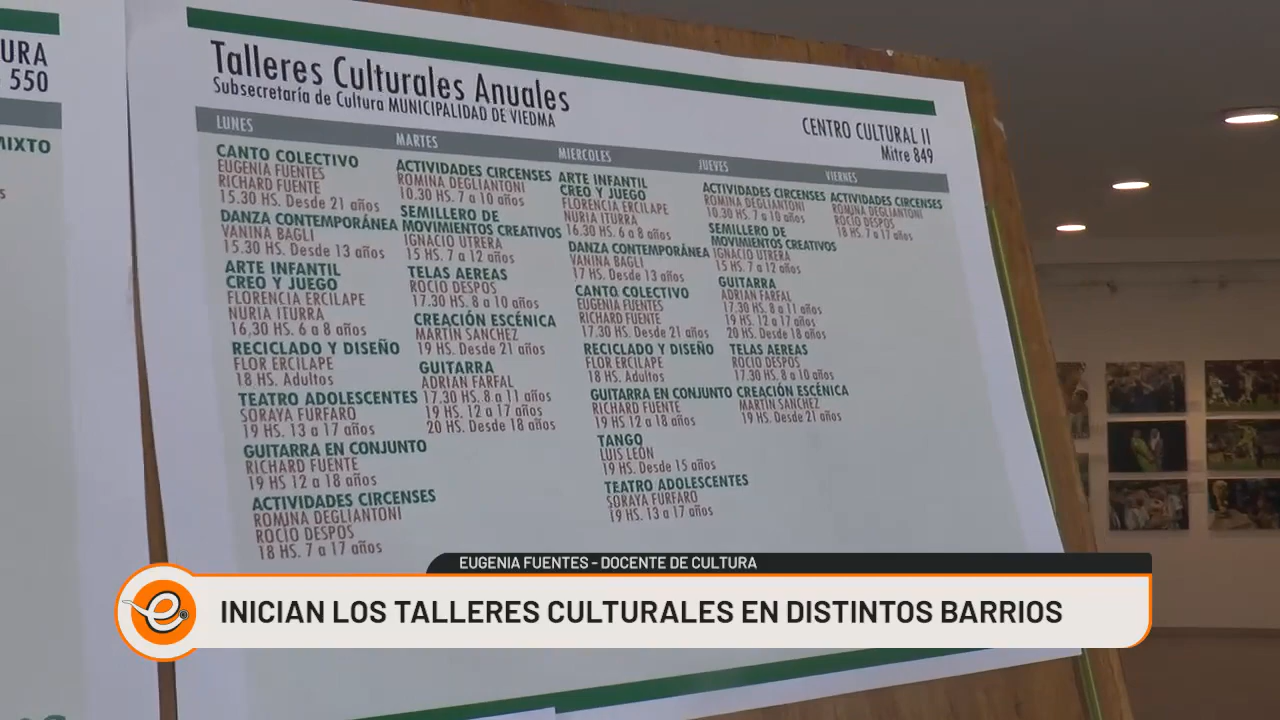 URA
550
MIXTO
Talleres Culturales Anuales
Subsecretaría de Cultura MUNICIPALIDAD DE VIEDMA
CENTRO CULTURAL II
Mitre 849
LUNES
CANTO COLECTIVO
EUGENIA FUENTES
RICHARD FUENTE
15.30 HS. Desde 21 años
DANZA CONTEMPORÁNEA
VANINA BAGLI
15.30 HS. Desde 13 años
ARTE INFANTIL
CREO Y JUEGO
FLORENCIA ERCILAPE
NURIA ITURRA
16,30 HS. 6 a 8 años
RECICLADO Y DISEÑO
FLOR ERCILAPE
18 HS. Adultos
TEATRO ADOLESCENTES
SORAYA FURFARO
19 HS. 13 a 17 años
GUITARRA EN CONJUNTO
RICHARD FUENTE
19 HS 12 a 18 años
ACTIVIDADES CIRCENSES
ROMINA DEGLIANTONI
ROCÍO DESPOS
18 HS. 7 a 17 años
MARTES
ACTIVIDADES CIRCENSES
ROMINA DEGLIANTONI
10.30 HS. 7 a 10 años
SEMILLERO DE
MOVIMIENTOS CREATIVOS
IGNACIO UTRERA
15 HS. 7 a 12 años
TELAS AEREAS
ROCÍO DESPOS
17.30 HS. 8 a 10 años
CREACIÓN ESCÉNICA
MARTÍN SANCHEZ
19 HS. Desde 21 años
GUITARRA
ADRIAN FARFAL
17.30 HS. 8 a 11 años
19 HS. 12 a 17 años
20 HS. Desde 18 años
MIERCOLES
ARTE INFANTIL
CREO Y JUEGO
FLORENCIA ERCILAPE
NURIA ITURRA
16.30 HS. 6 a 8 años
DANZA CONTEMPORÁNEA
VANINA BAGLI
17 HS. Desde 13 años
CANTO COLECTIVO
EUGENIA FUENTES
RICHARD FUENTE
17.30 HS. Desde 21 años
RECICLADO Y DISEÑO
FLOR ERCILAPE
18 HS. Adultos
GUITARRA EN CONJUNTO
RICHARD FUENTE
19 HS 12 a 18 años
TANGO
LUIS LEÓN
19 HS. Desde 15 años
TEATRO ADOLESCENTES
SORAYA FURFARO
19 HS. 13 a 17 años
JUEVES
ACTIVIDADES CIRCENSES
ROMINA DEGLIANTONI
10.30 HS. 7 a 10 años
SEMILLERO DE
MOVIMIENTOS CREATIVOS
IGNACIO UTRERA
15 HS. 7 a 12 años
GUITARRA
ADRIAN FARFAL
17.30 HS. 8 a 11 años
19 HS. 12 a 17 años
20 HS. Desde 18 años
TELAS AEREAS
ROCÍO DESPOS
17.30 HS. 8 a 10 años
CREACIÓN ESCÉNICA
MARTÍN SANCHEZ
19 HS. Desde 21 años
VIERNES
ACTIVIDADES CIRCENSES
ROMINA DEGLIANTONI
ROCÍO DESPOS
18 HS. 7 a 17 años
EUGENIA FUENTES - DOCENTE DE CULTURA
INICIAN LOS TALLERES CULTURALES EN DISTINTOS BARRIOS